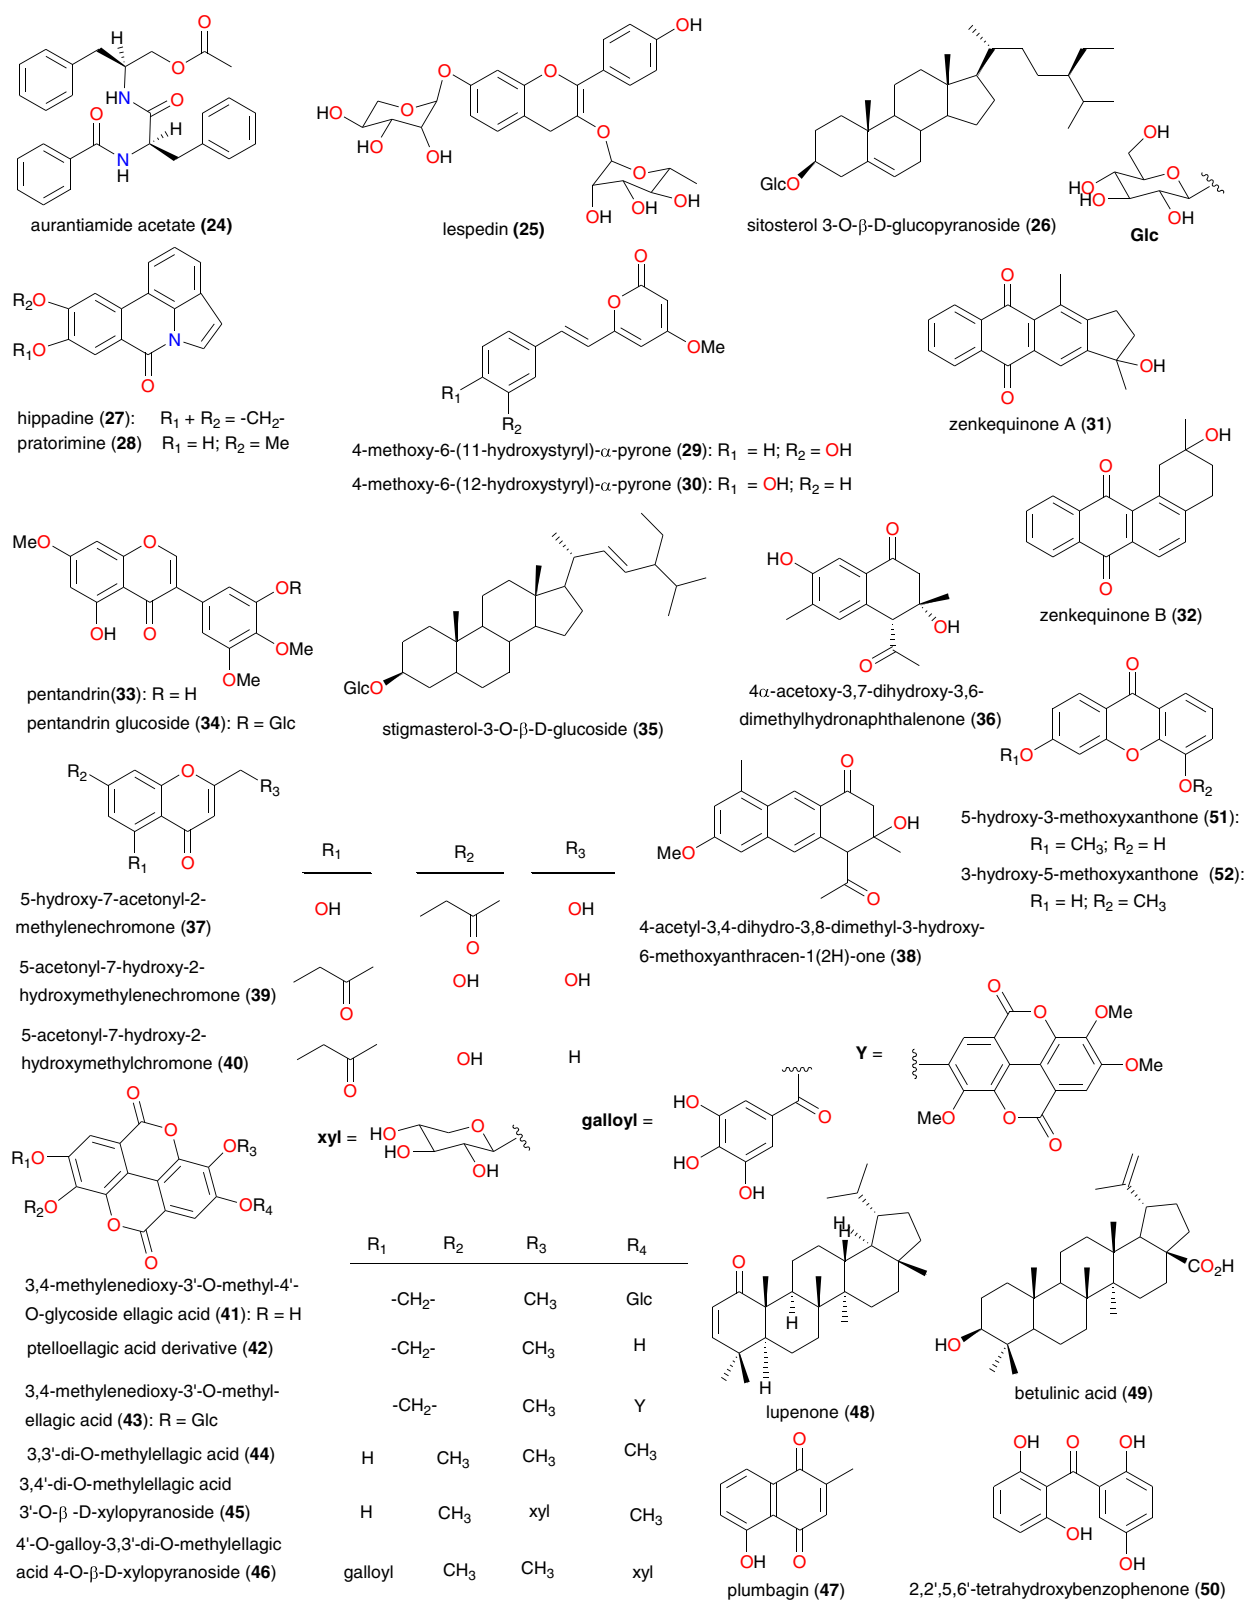 aurantiamide acetate (24)
lespedin (25)
sitosterol 3-O-β-D-glucopyranoside (26)
Glc
hippadine (27): R1 + R2 = -CH2-
pratorimine (28) R1 = H; R2 = Me
4-methoxy-6-(11-hydroxystyryl)-α-pyrone (29): R1 = H; R2 = OH
4-methoxy-6-(12-hydroxystyryl)-α-pyrone (30): R1 = OH; R2 = H
zenkequinone A (31)
zenkequinone B (32)
pentandrin(33): R = H
pentandrin glucoside (34): R = Glc
stigmasterol-3-O-β-D-glucoside (35)
4α-acetoxy-3,7-dihydroxy-3,6-
dimethylhydronaphthalenone (36)
5-hydroxy-3-methoxyxanthone (51):
R1 = CH3; R2 = H
3-hydroxy-5-methoxyxanthone (52):
R1 = H; R2 = CH3
R1 R2 R3
5-hydroxy-7-acetonyl-2-
methylenechromone (37)
OH O OH
5-acetonyl-7-hydroxy-2-
hydroxymethylenechromone (39)
O OH OH
5-acetonyl-7-hydroxy-2-
hydroxymethylchromone (40)
O OH H
4-acetyl-3,4-dihydro-3,8-dimethyl-3-hydroxy-
6-methoxyanthracen-1(2H)-one (38)
Y =
xyl =
galloyl =
R1 R2 R3 R4
3,4-methylenedioxy-3'-O-methyl-4'-
O-glycoside ellagic acid (41): R = H
-CH2- CH3 Glc
ptelloellagic acid derivative (42)
-CH2- CH3 H
3,4-methylenedioxy-3'-O-methyl-
ellagic acid (43): R = Glc
-CH2- CH3 Y
3,3'-di-O-methylellagic acid (44)
H CH3 CH3 CH3
3,4'-di-O-methylellagic acid
3'-O-β -D-xylopyranoside (45)
H CH3 xyl CH3
4'-O-galloy-3,3'-di-O-methylellagic
acid 4-O-β-D-xylopyranoside (46)
galloyl CH3 CH3 xyl
lupenone (48)
betulinic acid (49)
plumbagin (47)
2,2',5,6'-tetrahydroxybenzophenone (50)